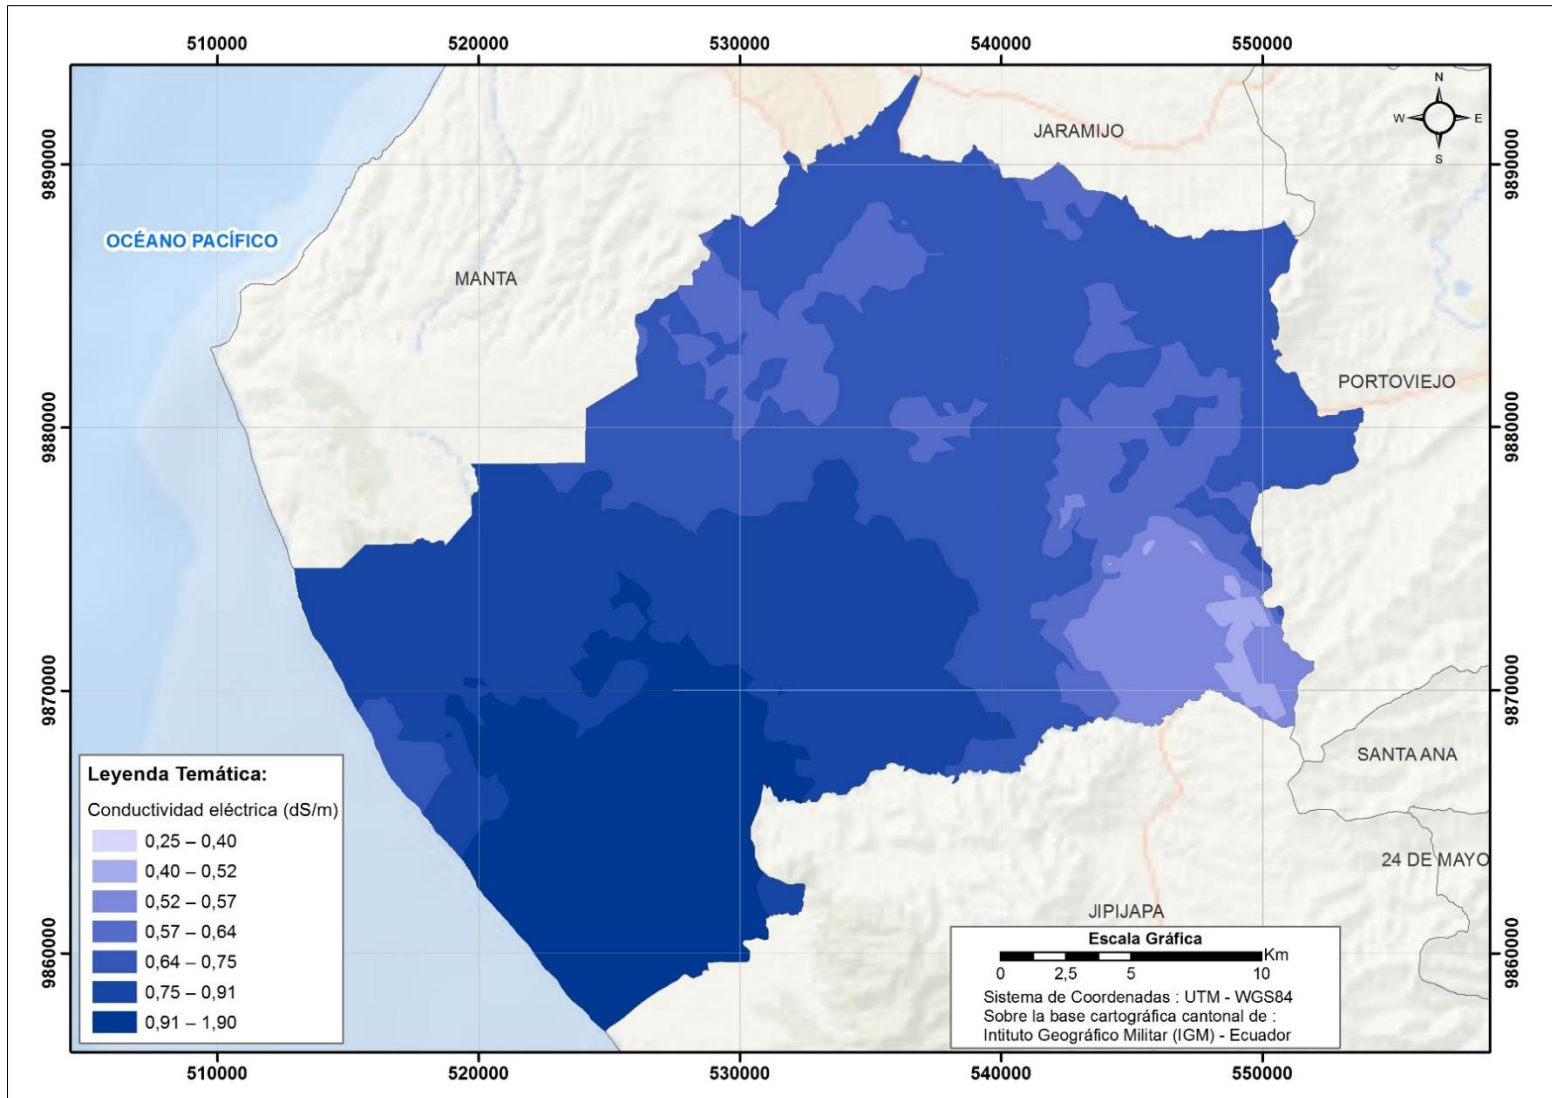 510000 520000 530000 540000 550000
N
W E
S
JARAMIJO
9890000 9890000
OCÉANO PACÍFICO
MANTA
PORTOVIEJO
9880000 9880000
9870000 9870000
SANTA ANA
Leyenda Temática:
Conductividad eléctrica (dS/m)
0,25 – 0,40
0,40 – 0,52
0,52 – 0,57
0,57 – 0,64
0,64 – 0,75
0,75 – 0,91
0,91 – 1,90
24 DE MAYO
JIPIJAPA
9860000 9860000
Escala Gráfica
Km
0 2,5 5 10
Sistema de Coordenadas : UTM - WGS84
Sobre la base cartográfica cantonal de :
Intituto Geográfico Militar (IGM) - Ecuador
510000 520000 530000 540000 550000